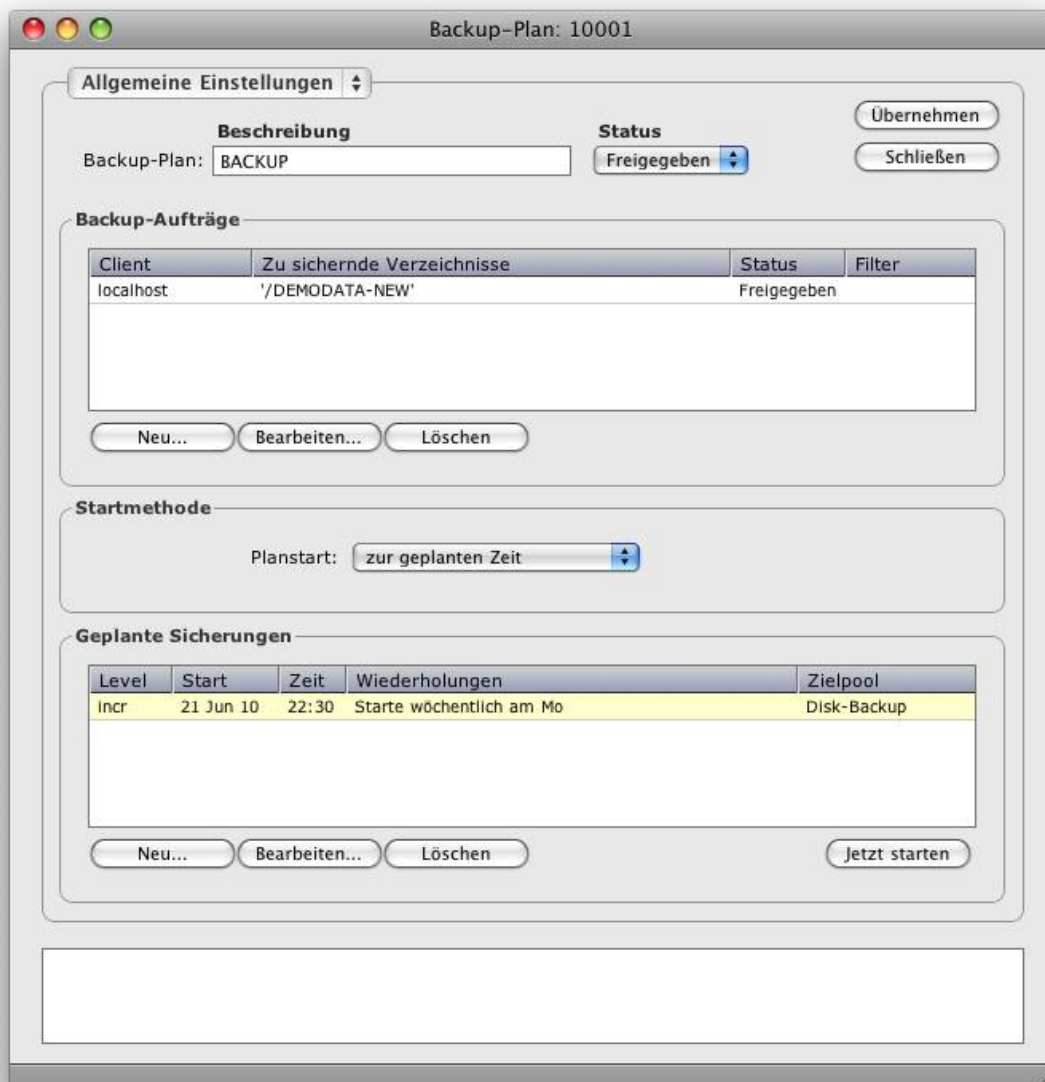 Backup-Plan: 10001
Allgemeine Einstellungen
Übernehmen
Beschreibung Status
Backup-Plan: BACKUP Freigegeben Schließen
Backup-Aufträge
Client Zu sichernde Verzeichnisse Status Filter
localhost '/DEMODATA-NEW' Freigegeben
Neu... Bearbeiten... Löschen
Startmethode
Planstart: zur geplanten Zeit
Geplante Sicherungen
Level Start Zeit Wiederholungen Zielpool
incr 21 Jun 10 22:30 Starte wöchentlich am Mo Disk-Backup
Neu... Bearbeiten... Löschen Jetzt starten